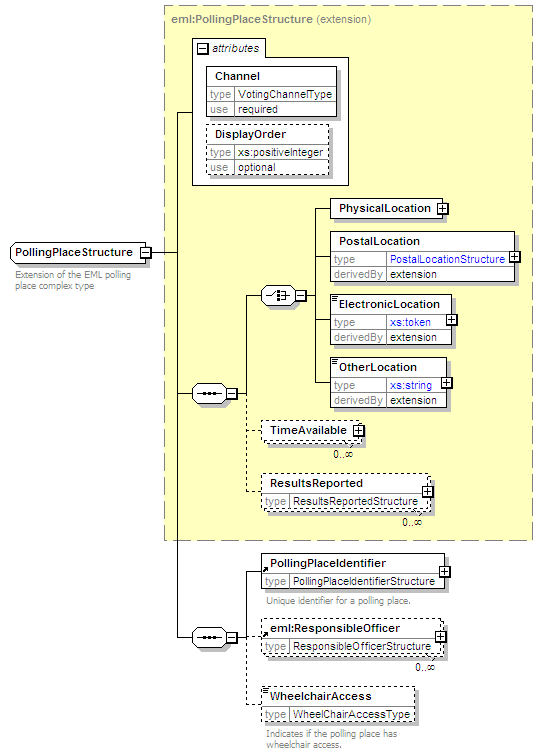 eml:PollingPlaceStructure (extension)
attributes
Channel
type VotingChannelType
use required
DisplayOrder
type xs:positiveInteger
use optional
PollingPlaceStructure
Extension of the EML polling
place complex type
PhysicalLocation
PostalLocation
type PostalLocationStructure
derivedBy extension
ElectronicLocation
type xs:token
derivedBy extension
OtherLocation
type xs:string
derivedBy extension
TimeAvailable
0..∞
ResultsReported
type ResultsReportedStructure
0..∞
PollingPlaceIdentifier
type PollingPlaceIdentifierStructure
Unique identifier for a polling place.
eml:ResponsibleOfficer
type ResponsibleOfficerStructure
0..∞
WheelchairAccess
type WheelChairAccessType
Indicates if the polling place has
wheelchair access.